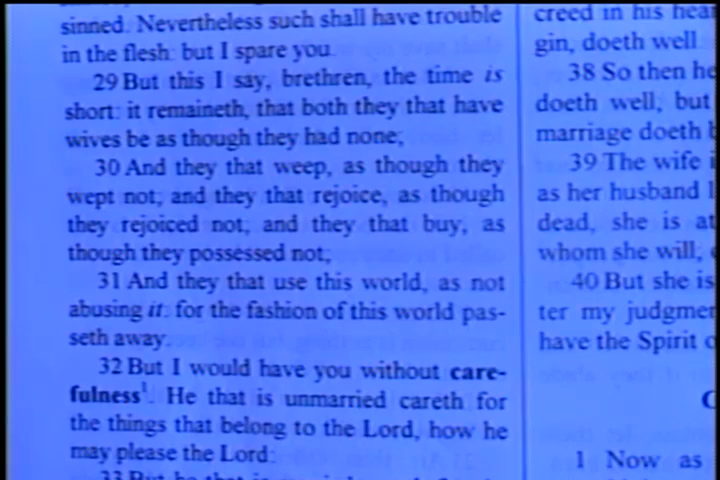 sinned. Nevertheless such shall have trouble
in the flesh: but I spare you.
29 But this I say, brethren, the time is
short: it remaineth, that both they that have
wives be as though they had none;
30 And they that weep, as though they
wept not; and they that rejoice, as though
they rejoiced not; and they that buy, as
though they possessed not;
31 And they that use this world, as not
abusing it: for the fashion of this world pas-
seth away.
32 But I would have you without care-
fulness¹. He that is unmarried careth for
the things that belong to the Lord, how he
may please the Lord:
creed in his
gin, doeth well.
38 So then he
doeth well; but
marriage doeth
39 The wife
as her husband
dead, she is at
whom she will;
40 But she is
ter my
have the Spirit
1 Now as